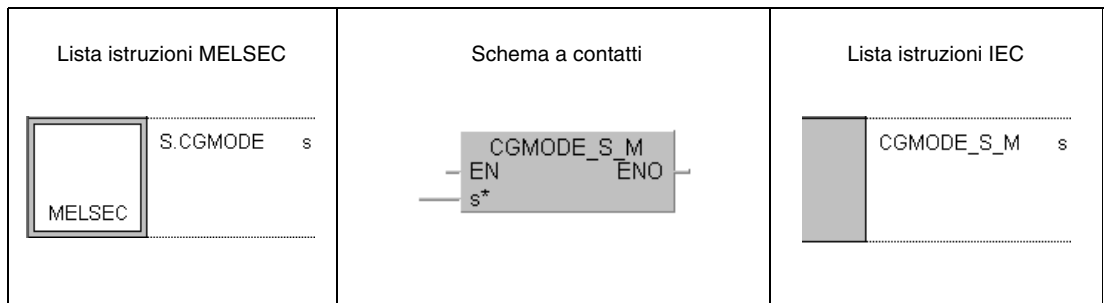 Lista istruzioni MELSEC
MELSEC
S.CGMODE s
Schema a contatti
CGMODE_S_M
EN ENO
s*
Lista istruzioni IEC
CGMODE_S_M s